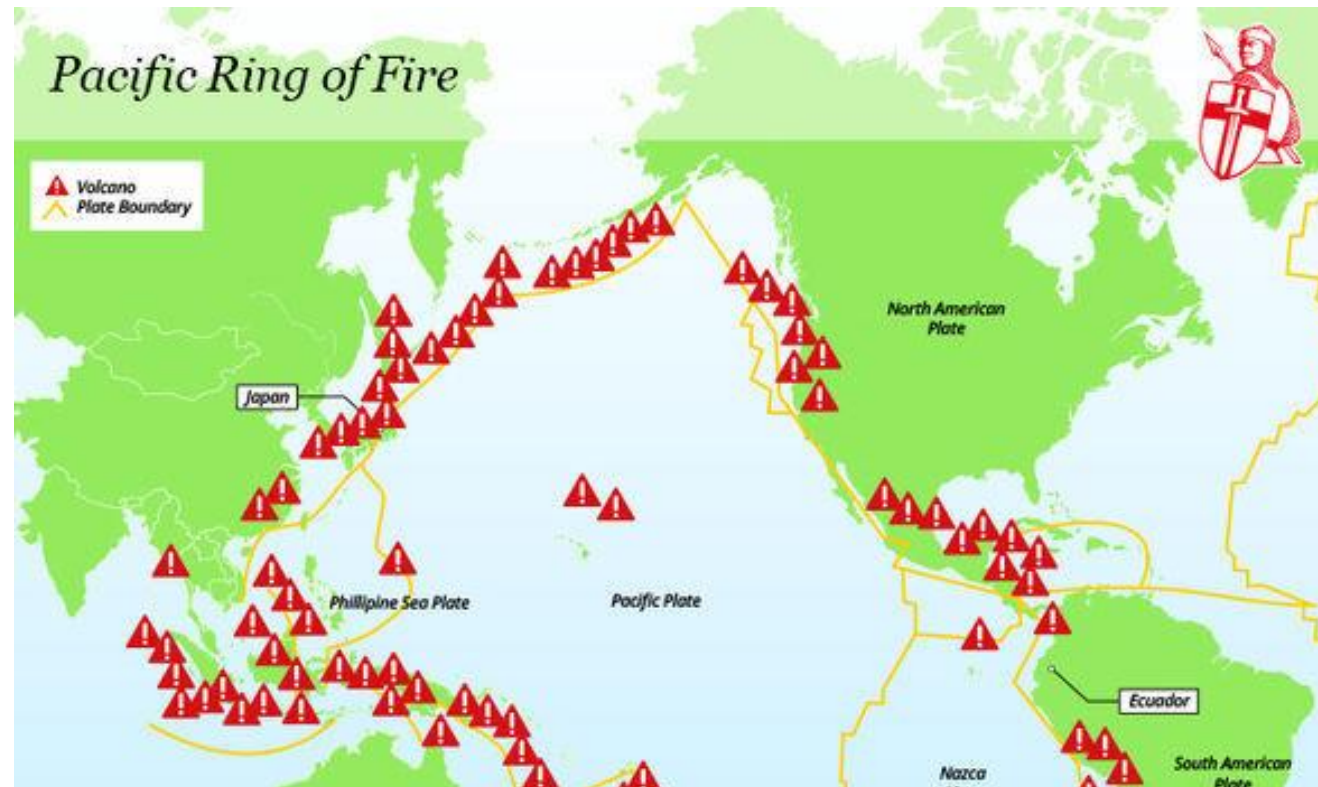 Pacific Ring of Fire
Volcano
Plate Boundary
North American
Plate
Japan
Phillipine Sea Plate
Pacific Plate
Ecuador
Nazca
South American
Plate